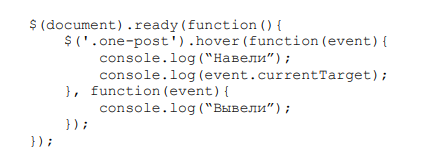 $(document).ready(function(){
    $('.one-post').hover(function(event){
        console.log(“Навели”);
        console.log(event.currentTarget);
    }, function(event){
        console.log(“Вывели”);
    });
});